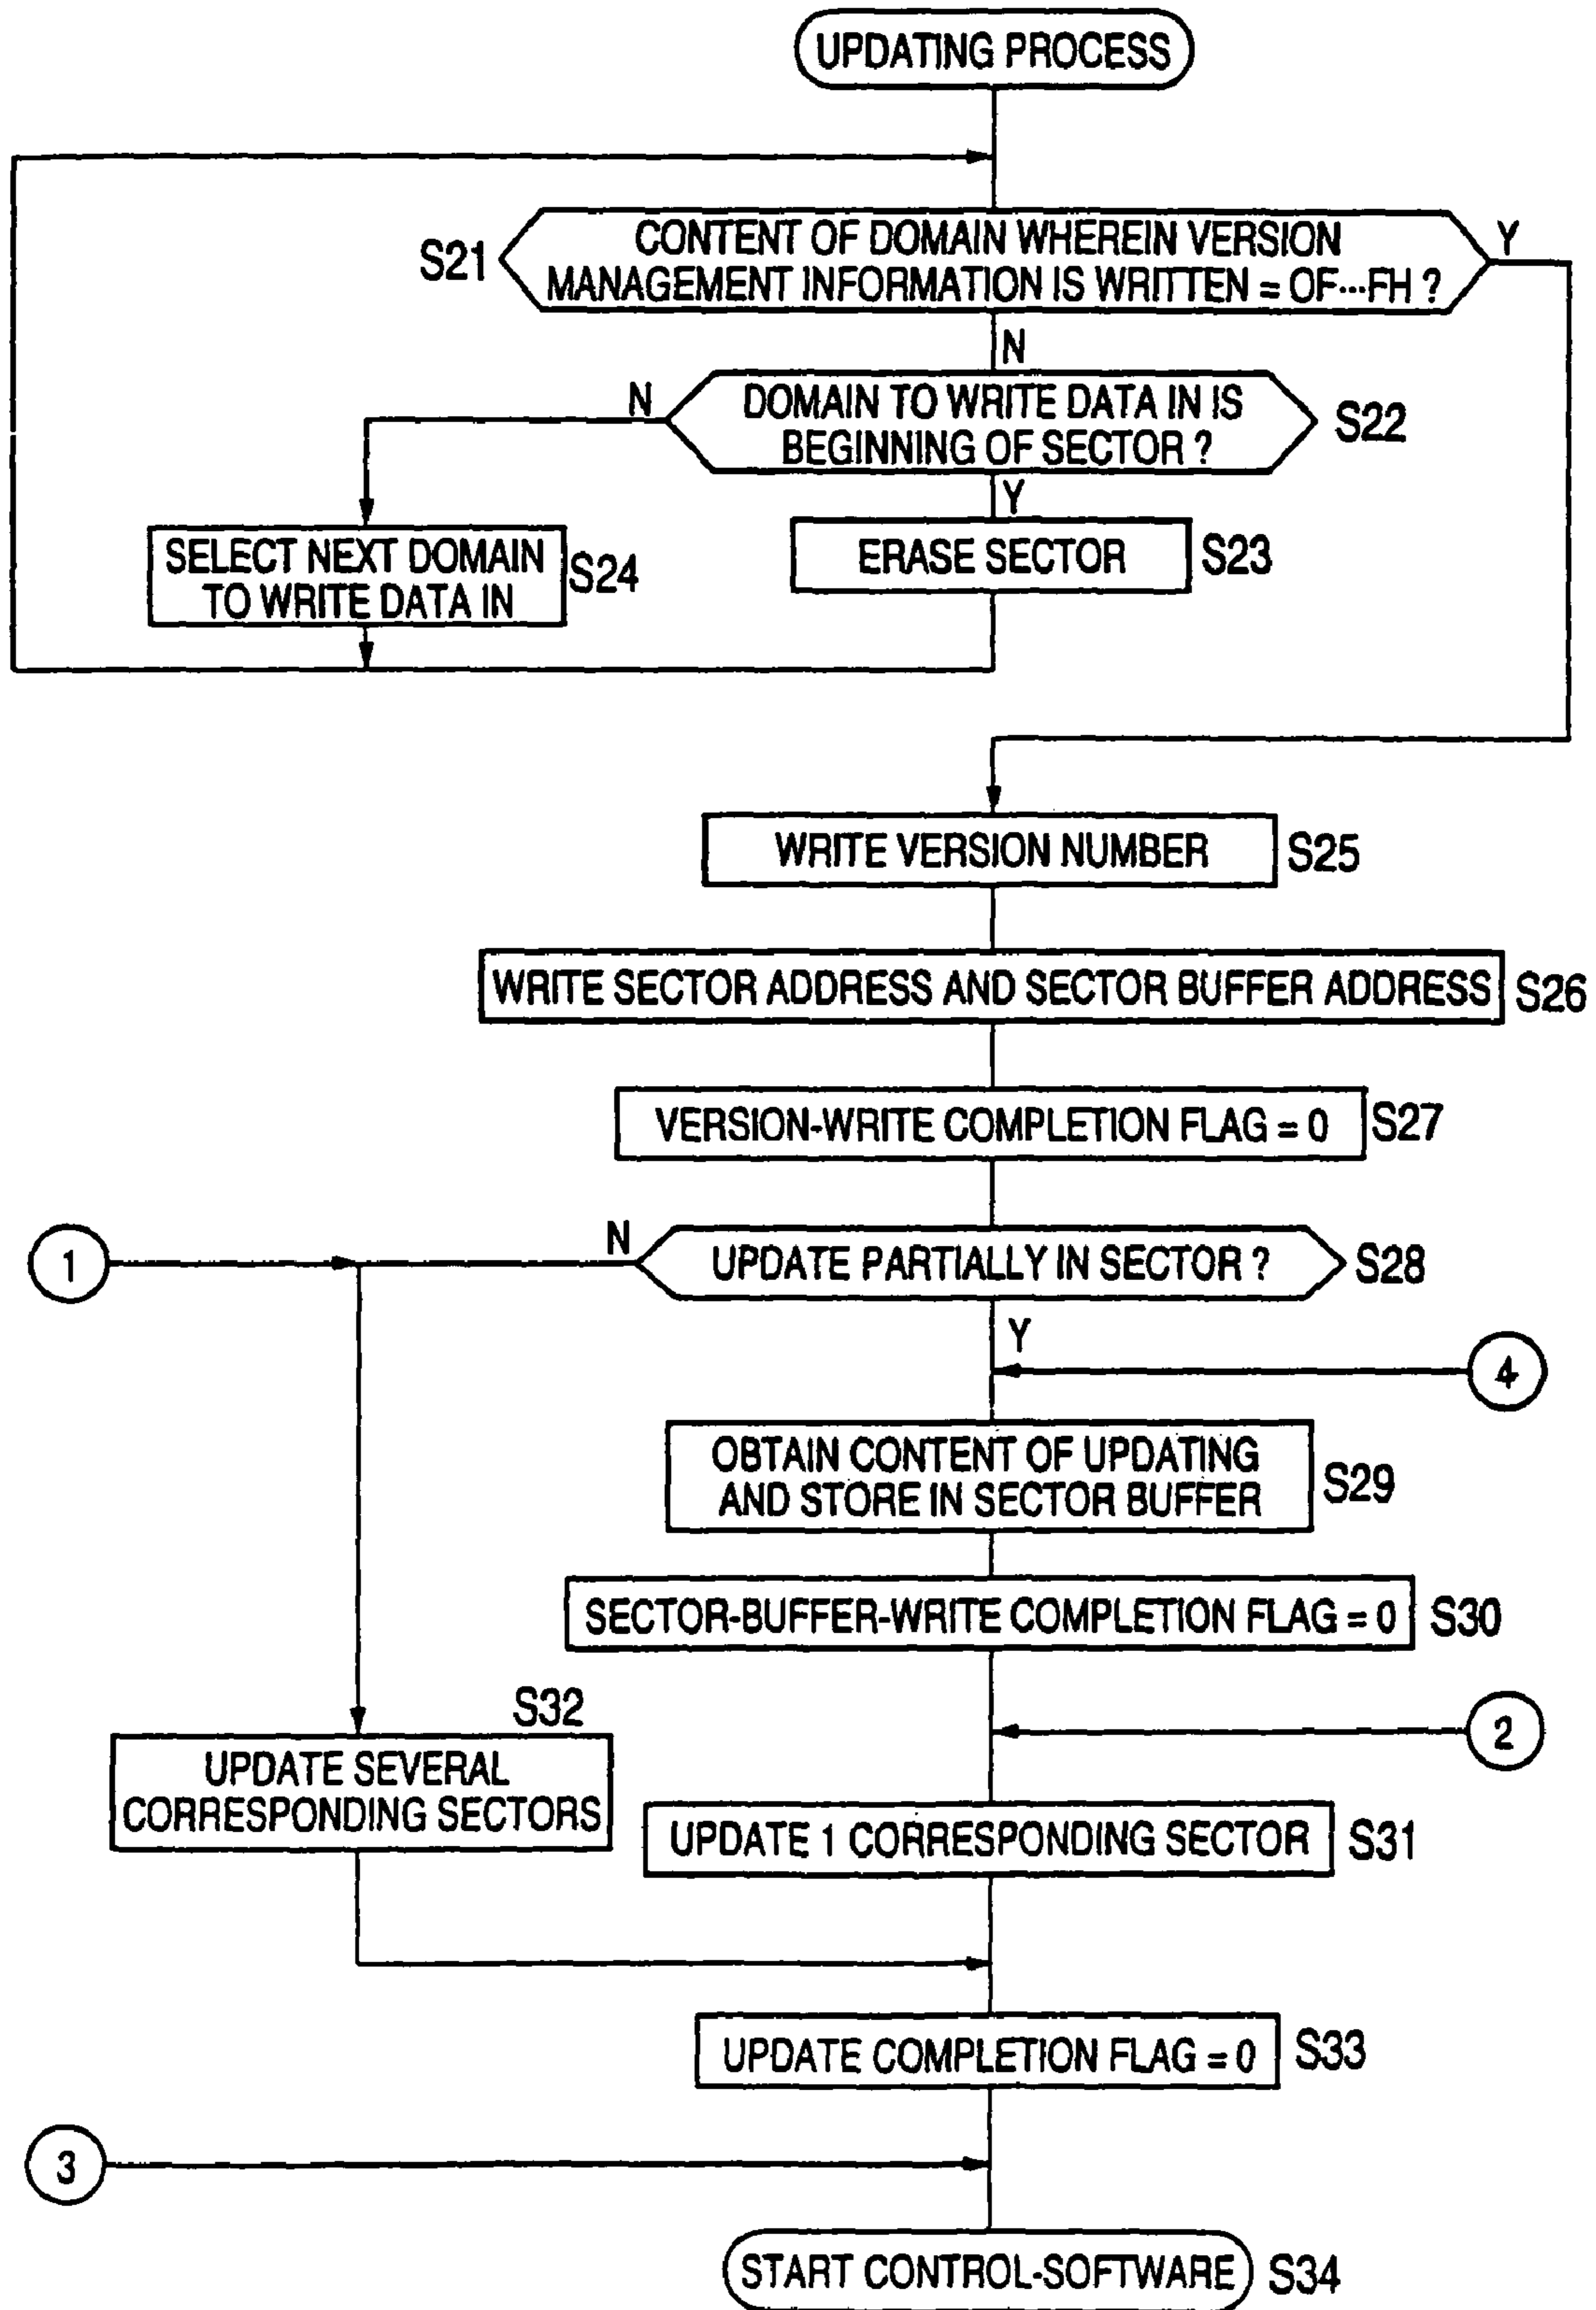 UPDATING PROCESS
S21
CONTENT OF DOMAIN WHEREIN VERSION
MANAGEMENT INFORMATION IS WRITTEN = OF···FH ?
Y
N
N
DOMAIN TO WRITE DATA IN IS
BEGINNING OF SECTOR ?
S22
Y
SELECT NEXT DOMAIN
TO WRITE DATA IN
S24
ERASE SECTOR
S23
WRITE VERSION NUMBER
S25
WRITE SECTOR ADDRESS AND SECTOR BUFFER ADDRESS
S26
VERSION-WRITE COMPLETION FLAG = 0
S27
1
N
UPDATE PARTIALLY IN SECTOR ?
S28
Y
4
OBTAIN CONTENT OF UPDATING
AND STORE IN SECTOR BUFFER
S29
SECTOR-BUFFER-WRITE COMPLETION FLAG = 0
S30
S32
2
UPDATE SEVERAL
CORRESPONDING SECTORS
UPDATE 1 CORRESPONDING SECTOR
S31
UPDATE COMPLETION FLAG = 0
S33
3
START CONTROL-SOFTWARE
S34